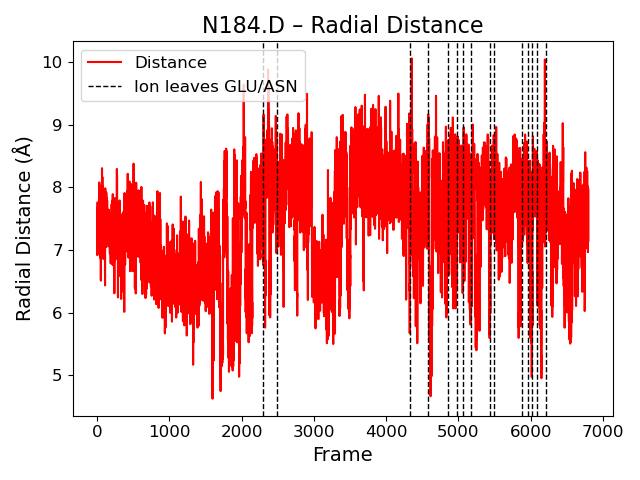 N184.D – Radial Distance
Distance
Ion leaves GLU/ASN
Radial Distance (Å)
10
9
8
7
6
5
0 1000 2000 3000 4000 5000 6000 7000
Frame